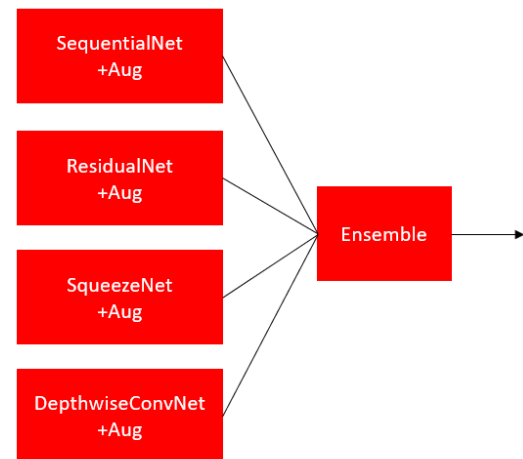 SequentialNet
+Aug
ResidualNet
+Aug
SqueezeNet
+Aug
DepthwiseConvNet
+Aug
Ensemble